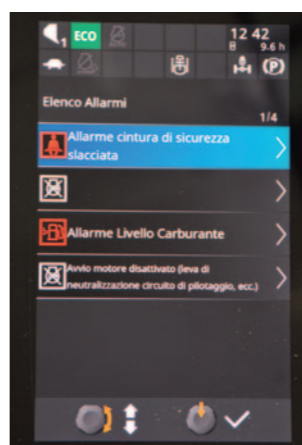 1 ECO 12 42
9.6 h
Elenco Allarmi
1/4
Allarme cintura di sicurezza
slacciata
Allarme Livello Carburante
Avvio motore disattivato (leva di
neutralizzazione circuito di pilotaggio, ecc.)